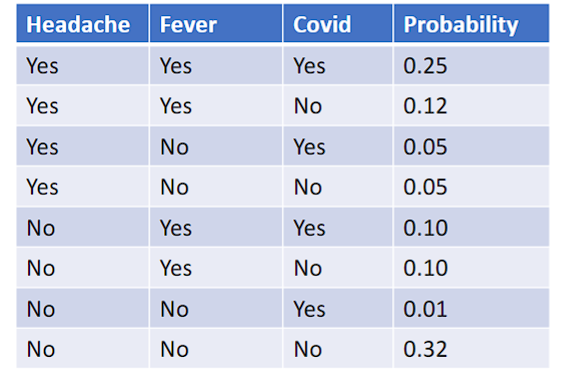 Headache Fever Covid Probability
Yes Yes Yes 0.25
Yes Yes No 0.12
Yes No Yes 0.05
Yes No No 0.05
No Yes Yes 0.10
No Yes No 0.10
No No Yes 0.01
No No No 0.32